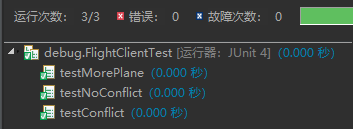 运行次数： 3/3 错误： 0 故障次数： 0
debug.FlightClientTest [运行器：JUnit 4] (0.000 秒)
testMorePlane (0.000 秒)
testNoConflict (0.000 秒)
testConflict (0.000 秒)